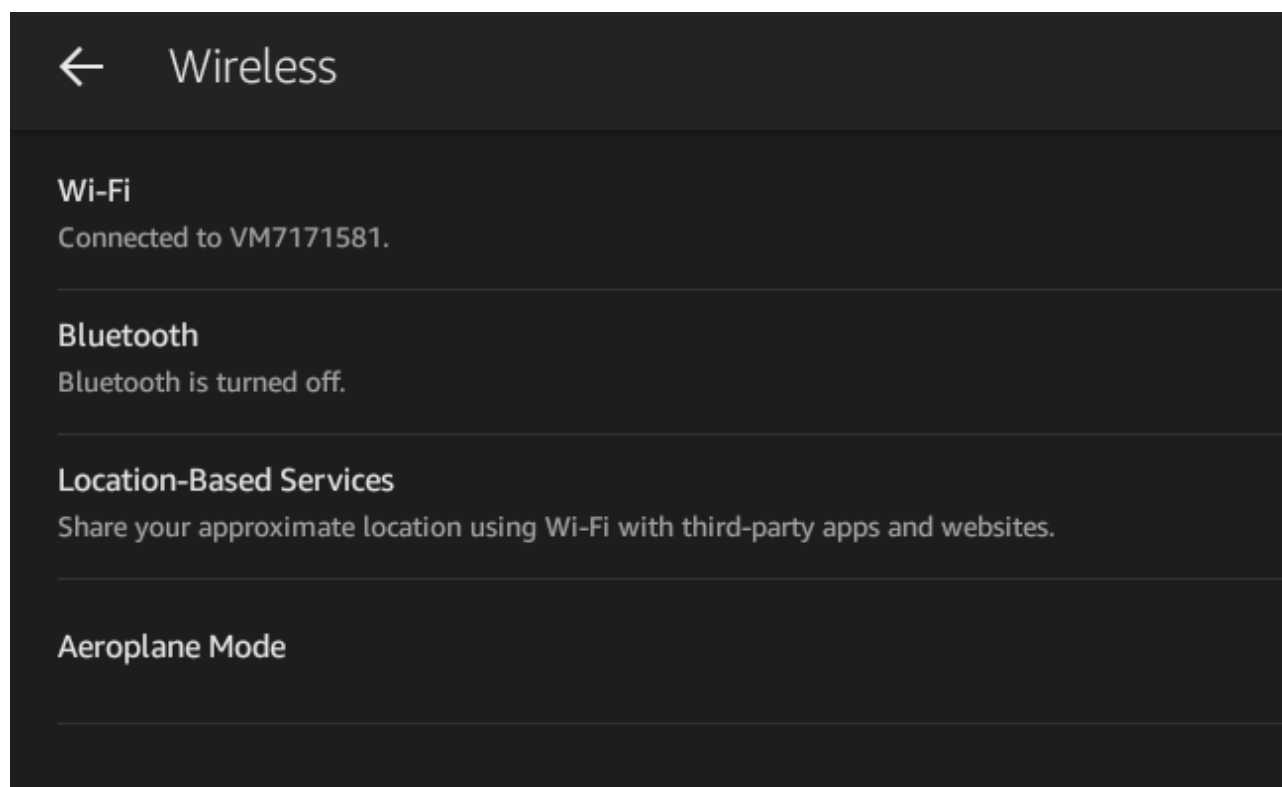 Wireless
Wi-Fi
Connected to VM7171581.
Bluetooth
Bluetooth is turned off.
Location-Based Services
Share your approximate location using Wi-Fi with third-party apps and websites.
Aeroplane Mode